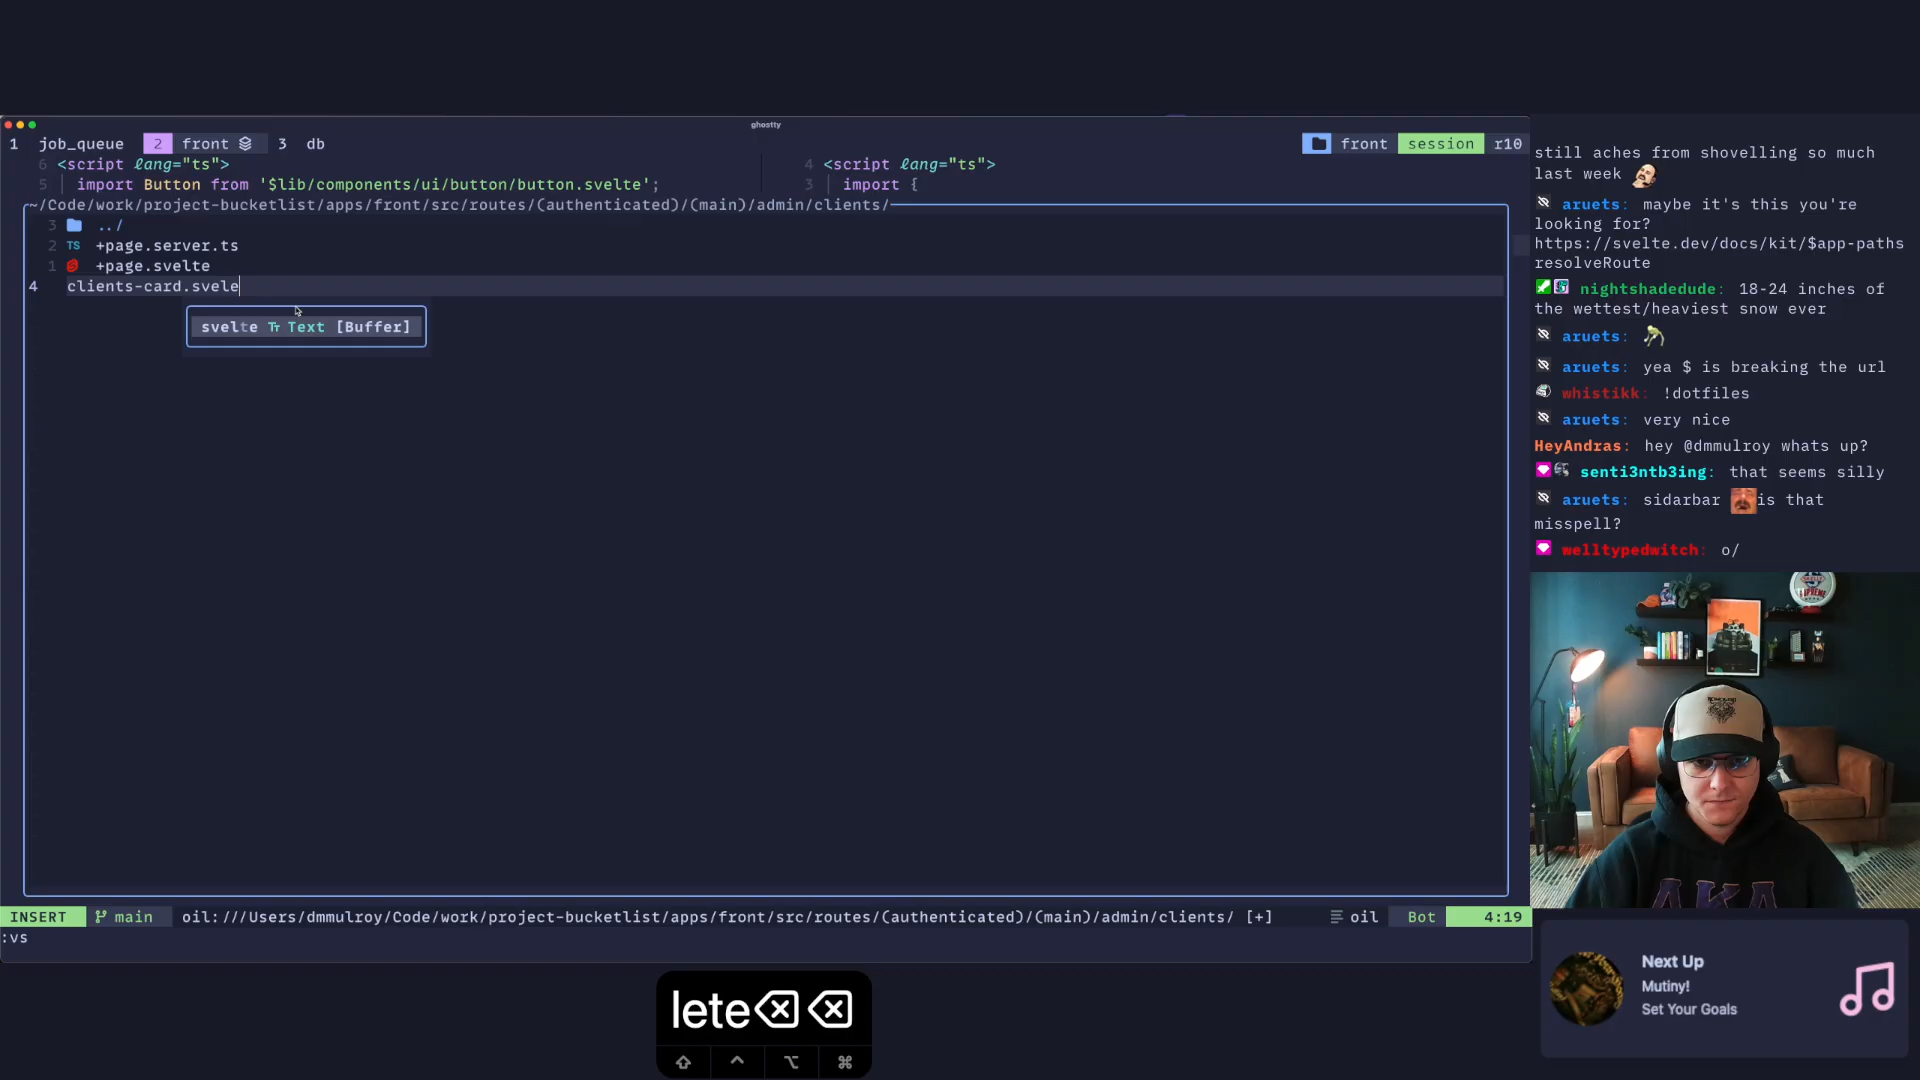 ghostty
1 job_queue 2 front 3 db
front session r10
6 <script lang="ts">
5 import Button from '$lib/components/ui/button/button.svelte';
4 <script lang="ts">
3 import {
~/Code/work/project-bucketlist/apps/front/src/routes/(authenticated)/(main)/admin/clients/
3 ../
2 TS +page.server.ts
1 +page.svelte
4 clients-card.svele
svelte Text [Buffer]
INSERT main oil:///Users/dmmulroy/Code/work/project-bucketlist/apps/front/src/routes/(authenticated)/(main)/admin/clients/ [+] oil Bot 4:19
:vs
lete
still aches from shovelling so much
last week
aruets: maybe it's this you're
looking for?
https://svelte.dev/docs/kit/$app-paths
resolveRoute
nightshadedude: 18-24 inches of
the wettest/heaviest snow ever
aruets:
aruets: yea $ is breaking the url
whistikk: !dotfiles
aruets: very nice
HeyAndras: hey @dmmulroy whats up?
senti3ntb3ing: that seems silly
aruets: sidarbar is that
misspell?
welltypedwitch: o/
Next Up
Mutiny!
Set Your Goals